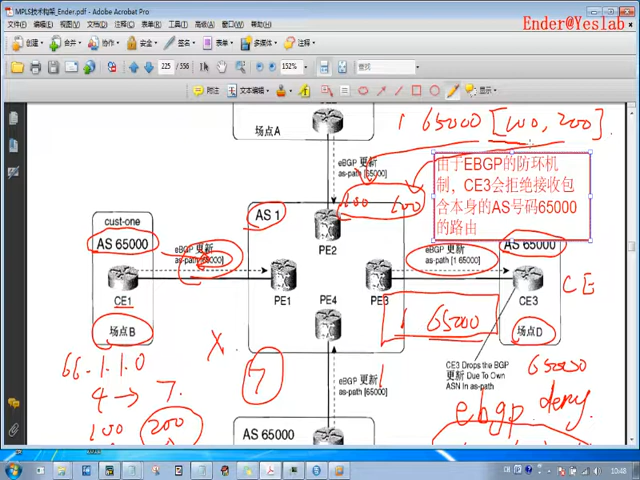 MPLS技术构架_Ender.pdf - Adobe Acrobat Pro
Ender@Yeslab
文件(F) 编辑(E) 视图(V) 文档(D) 注释(C) 表单(R) 工具(T) 高级(A) 窗口(W) 帮助(H)
创建 合并 协作 安全 签名 表单 多媒体 注释
225 / 556 152% 查找
附注 文本编辑 显示
场点A
1 65000 [100, 200]
eBGP 更新
as-path [65000]
由于EBGP的防环机
制，CE3会拒绝接收包
含本身的AS号码65000
的路由
200 100
cust-one
AS 1
PE2
AS 65000
AS 65000
eBGP 更新
as-path [65000]
eBGP 更新
as-path [1 65000]
CE1
PE1
PE3
CE3
CE
PE4
场点B
1 65000
场点D
66.1.1.0
X
7
CE3 Drops the BGP
更新 Due To Own
ASN In as-path
65000
4 → 7.
eBGP 更新
as-path [65000]
1
ebgp deny.
100 200
AS 65000
10:48